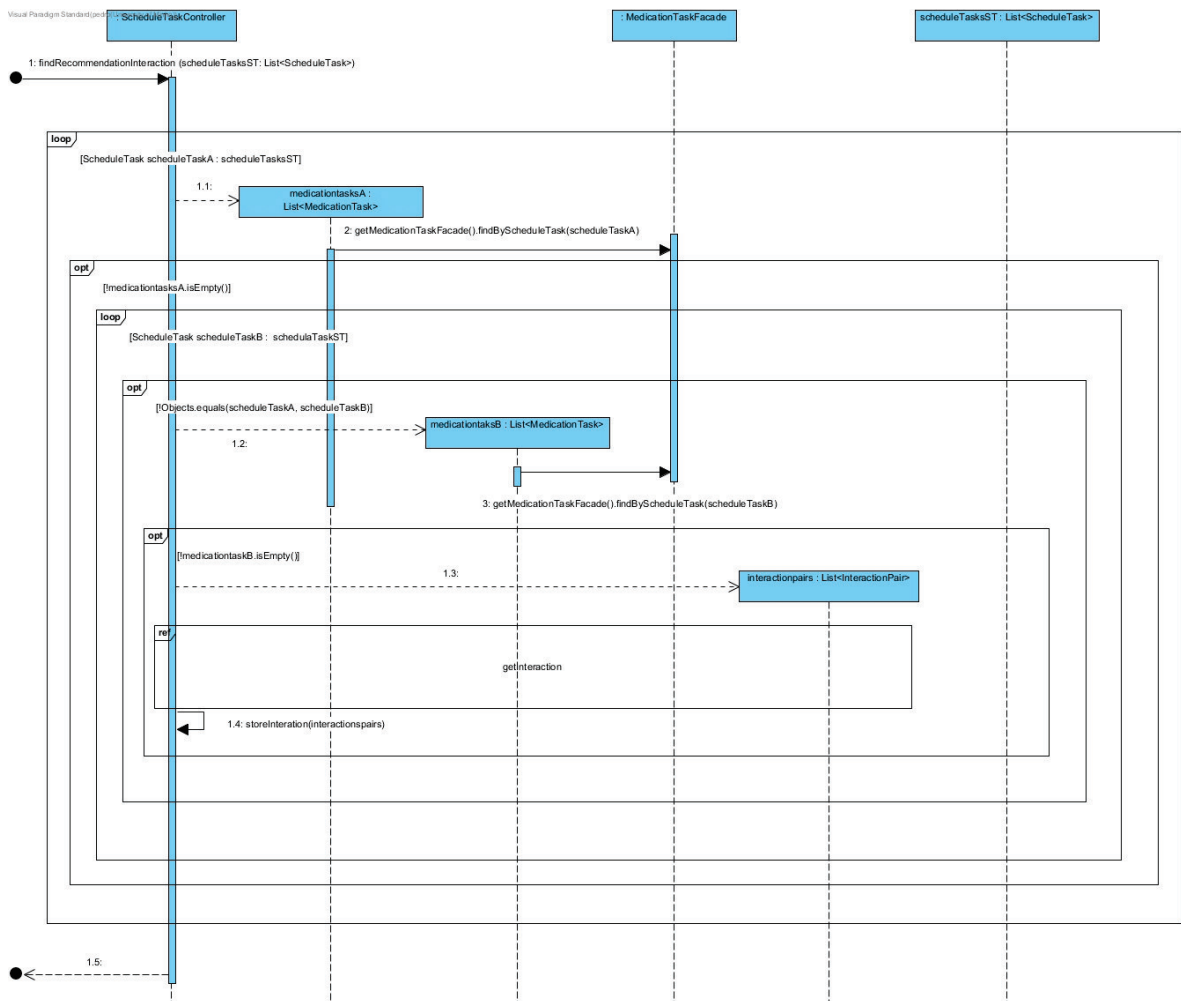 Visual Paradigm Standard(pedro
: ScheduleTaskController
: MedicationTaskFacade
scheduleTasksST : List<ScheduleTask>
1: findRecommendationInteraction (scheduleTasksST: List<ScheduleTask>)
loop
[ScheduleTask scheduleTaskA : scheduleTasksST]
1.1:
medicationtasksA :
List<MedicationTask>
2: getMedicationTaskFacade().findByScheduleTask(scheduleTaskA)
opt
[!medicationtasksA.isEmpty()]
loop
[ScheduleTask scheduleTaskB : schedulaTaskST]
opt
[!Objects.equals(scheduleTaskA, scheduleTaskB)]
medicationtaksB : List<MedicationTask>
1.2:
3: getMedicationTaskFacade().findByScheduleTask(scheduleTaskB)
opt
[!medicationtaskB.isEmpty()]
1.3:
interactionpairs : List<InteractionPair>
ref
getInteraction
1.4: storeInteration(interactionspairs)
1.5: